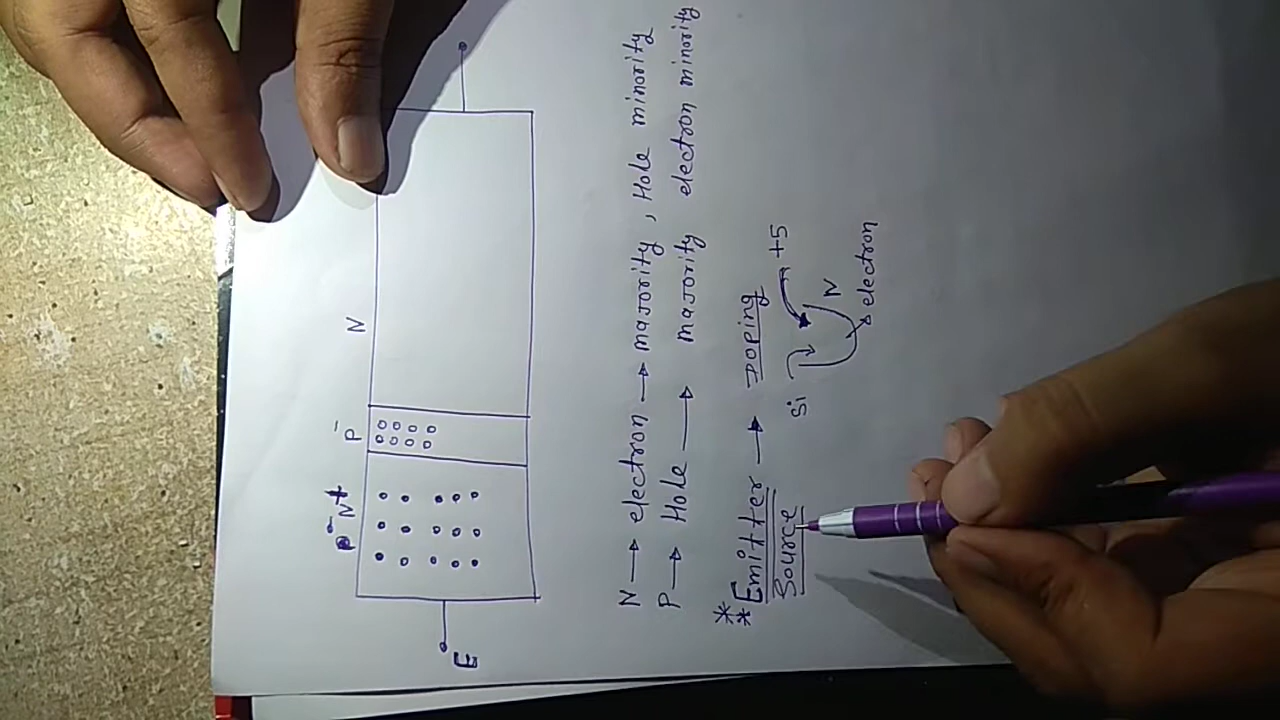 N+ P- N
E
N → electron → majority, Hole minority
P → Hole → majority electron minority
** Emitter → Doping
Source Si +5
N
electron